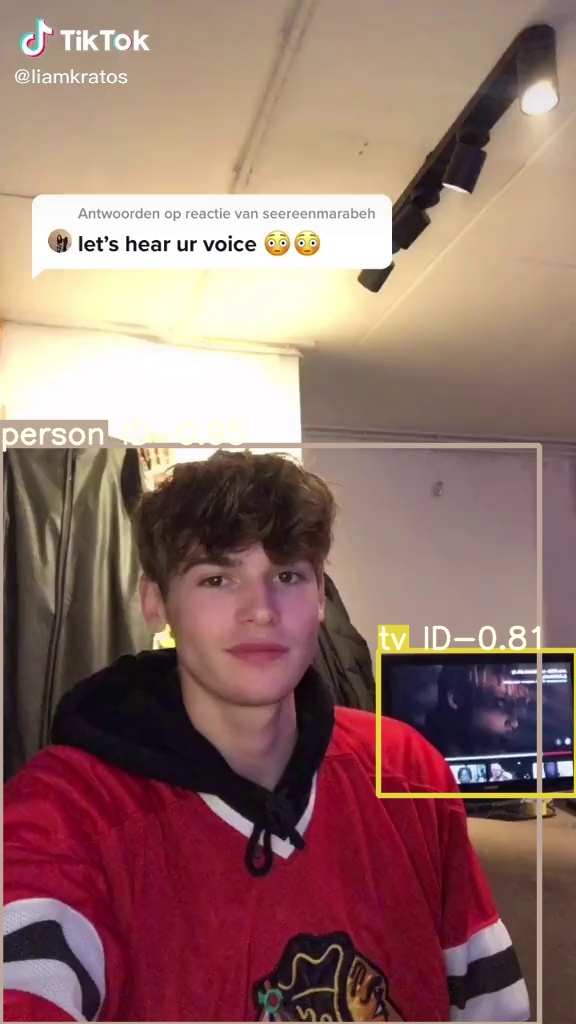 TikTok
@liamkratos
Antwoorden op reactie van seereenmarabeh
let's hear ur voice 😳😳
person ID-0.95
tv ID-0.81